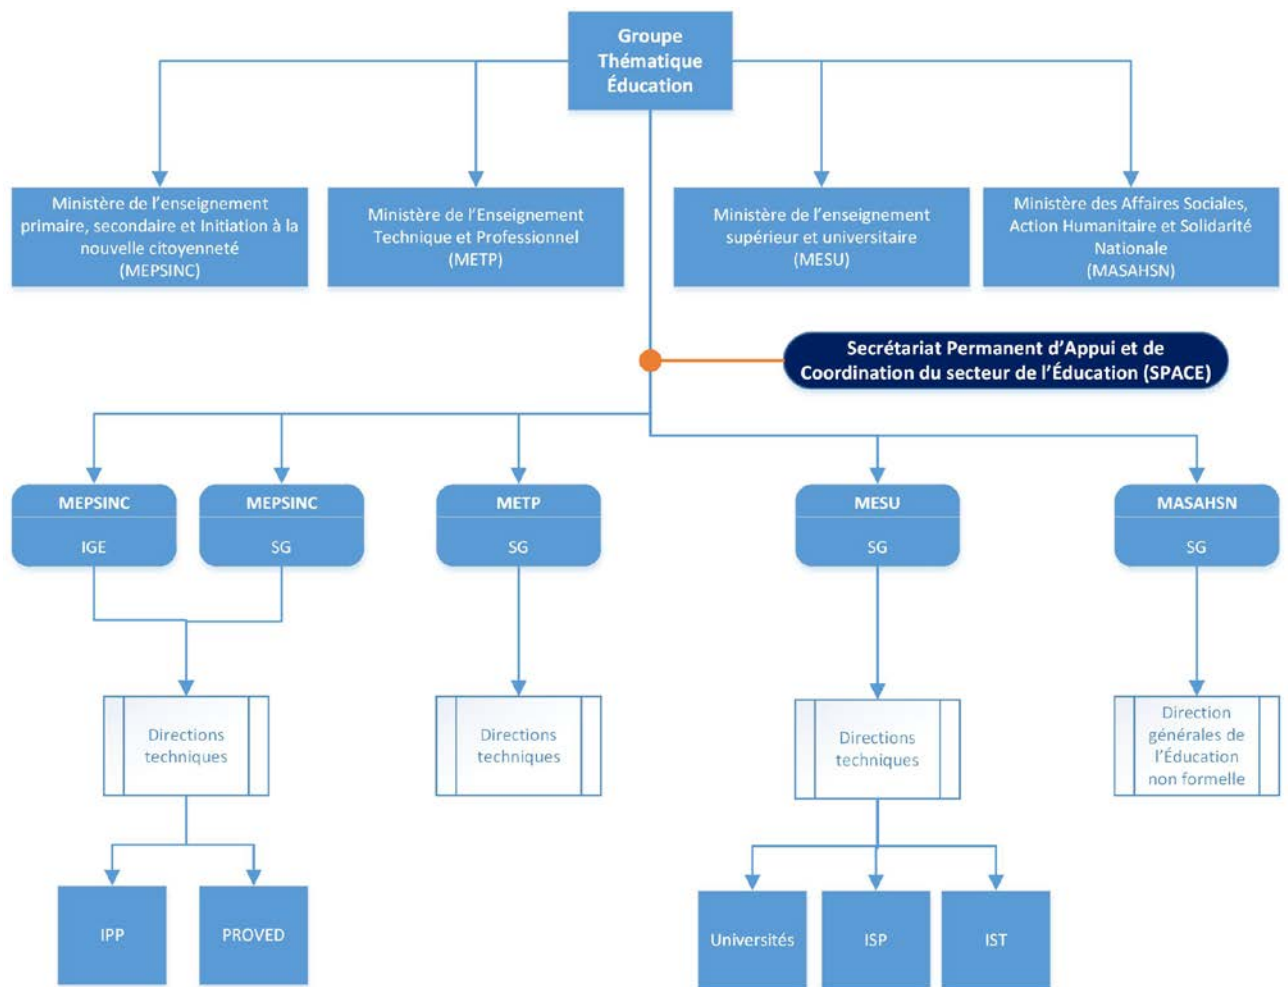 Groupe
Thématique
Éducation
Ministère de l’enseignement
primaire, secondaire et Initiation à la
nouvelle citoyenneté
(MEPSINC)
Ministère de l’Enseignement
Technique et Professionnel
(METP)
Ministère de l’enseignement
supérieur et universitaire
(MESU)
Ministère des Affaires Sociales,
Action Humanitaire et Solidarité
Nationale
(MASAHSN)
Secrétariat Permanent d’Appui et de
Coordination du secteur de l’Éducation (SPACE)
MEPSINC
IGE
MEPSINC
SG
METP
SG
MESU
SG
MASAHSN
SG
Directions
techniques
Directions
techniques
Directions
techniques
Direction
générales de
l’Éducation
non formelle
IPP
PROVED
Universités
ISP
IST